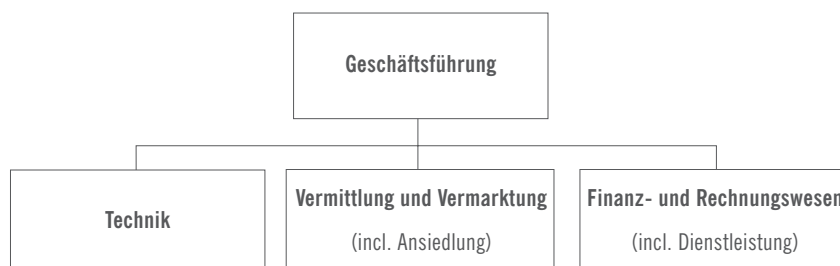 Geschäftsführung
Technik
Vermittlung und Vermarktung
(incl. Ansiedlung)
Finanz- und Rechnungswesen
(incl. Dienstleistung)